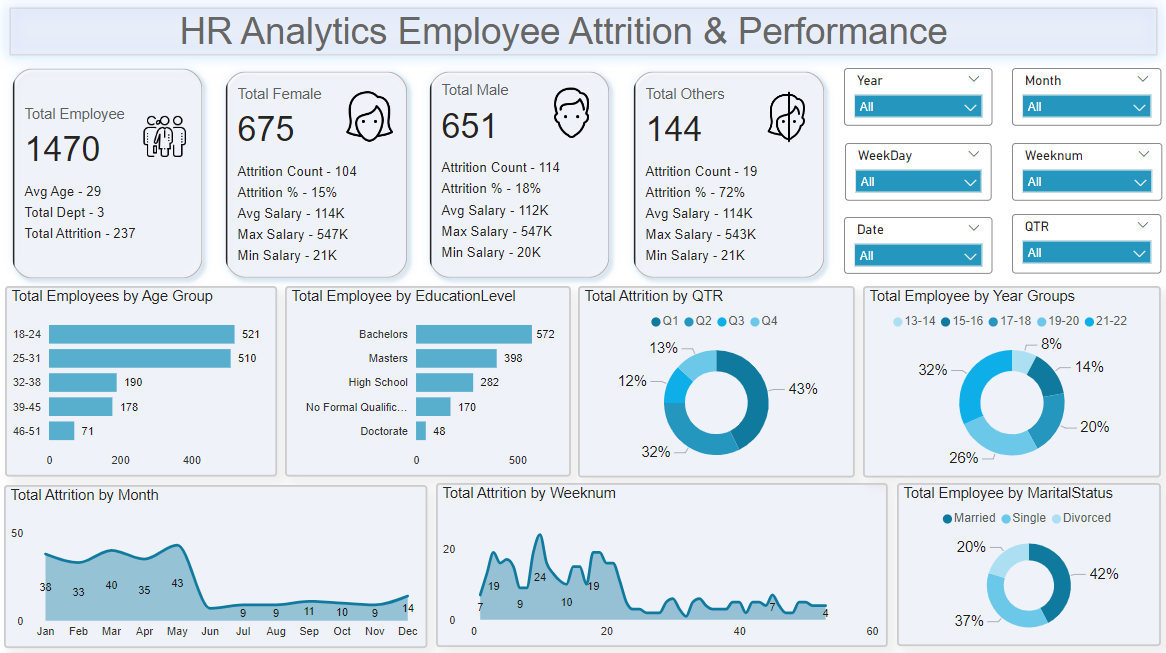 HR Analytics Employee Attrition & Performance
Total Employee
1470
Avg Age - 29
Total Dept - 3
Total Attrition - 237
Total Female
675
Attrition Count - 104
Attrition % - 15%
Avg Salary - 114K
Max Salary - 547K
Min Salary - 21K
Total Male
651
Attrition Count - 114
Attrition % - 18%
Avg Salary - 112K
Max Salary - 547K
Min Salary - 20K
Total Others
144
Attrition Count - 19
Attrition % - 72%
Avg Salary - 114K
Max Salary - 543K
Min Salary - 21K
Year
All
Month
All
WeekDay
All
Weeknum
All
Date
All
QTR
All
Total Employees by Age Group
18-24 521
25-31 510
32-38 190
39-45 178
46-51 71
0 200 400
Total Employee by EducationLevel
Bachelors 572
Masters 398
High School 282
No Formal Qualific... 170
Doctorate 48
0 500
Total Attrition by QTR
Q1 Q2 Q3 Q4
13%
12%
43%
32%
Total Employee by Year Groups
13-14 15-16 17-18 19-20 21-22
8%
32%
14%
20%
26%
Total Attrition by Month
50
38 33 40 35 43 9 9 11 10 9 14
0
Jan Feb Mar Apr May Jun Jul Aug Sep Oct Nov Dec
Total Attrition by Weeknum
20
7 19 9 24 10 19 7 4
0
0 20 40 60
Total Employee by MaritalStatus
Married Single Divorced
20%
42%
37%